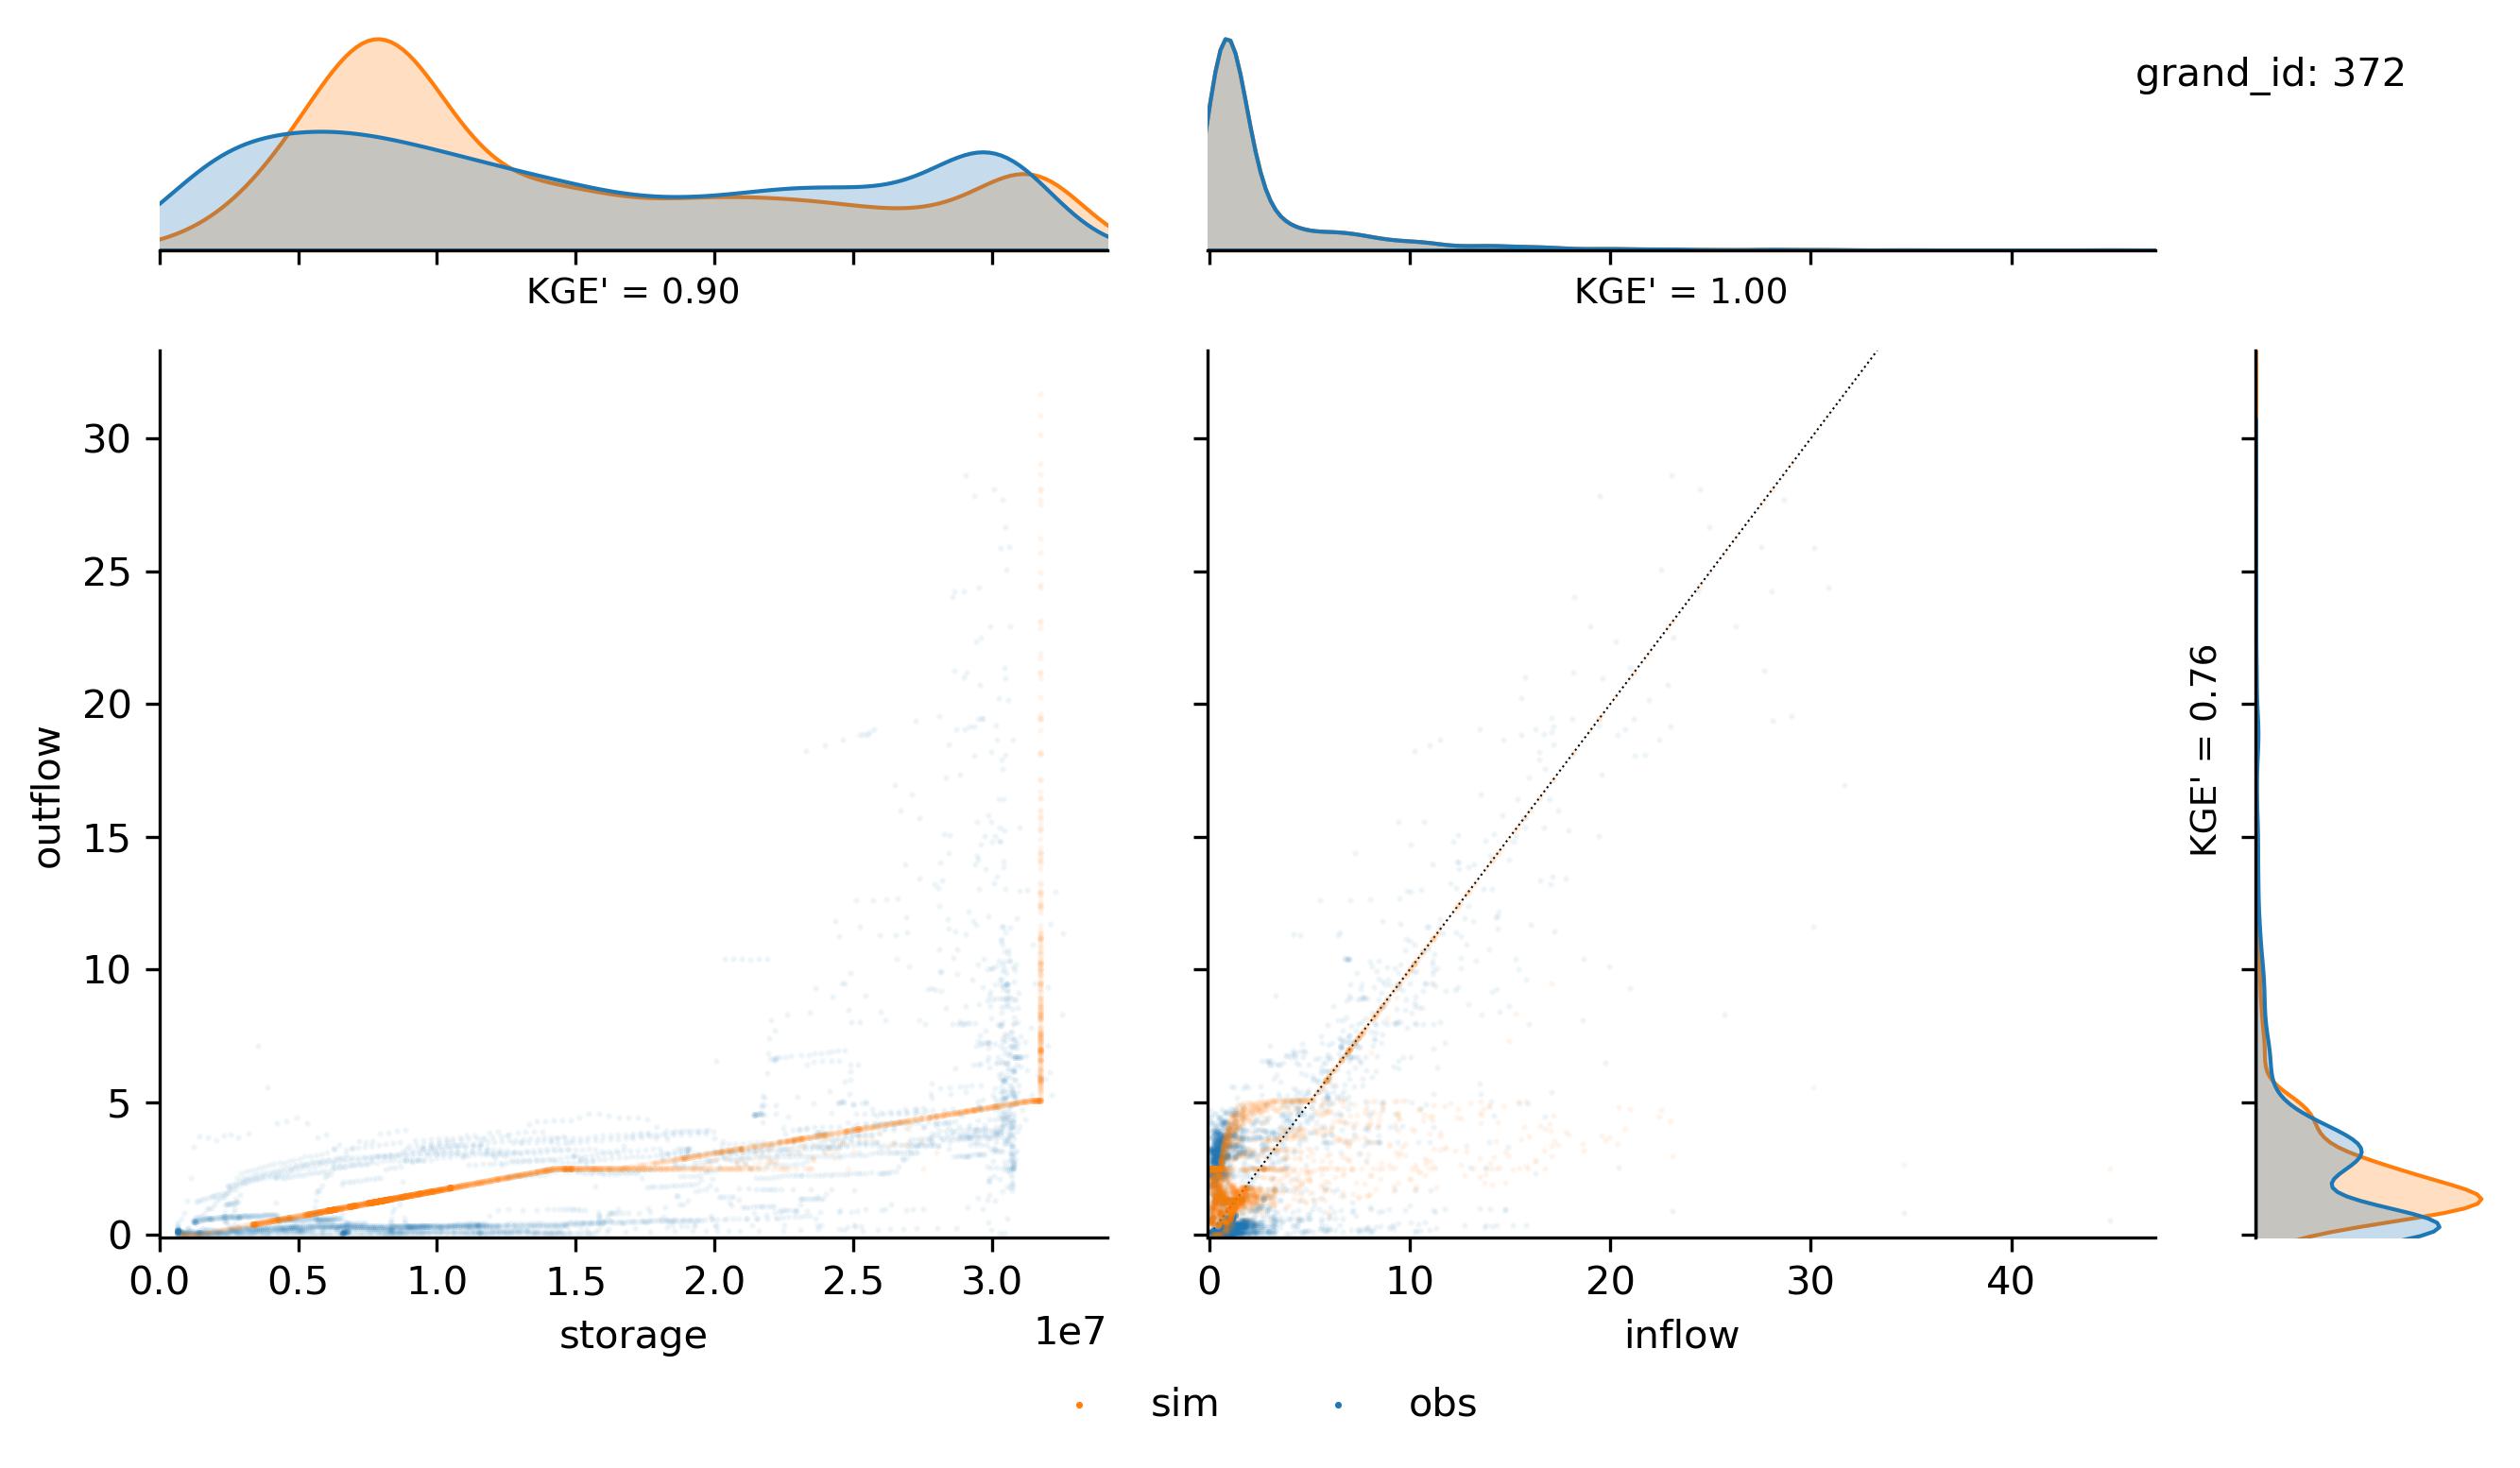 grand_id: 372
KGE' = 0.90
KGE' = 1.00
outflow
30
25
20
15
10
5
0
KGE' = 0.76
0.0 0.5 1.0 1.5 2.0 2.5 3.0
1e7
storage
0 10 20 30 40
inflow
sim
obs